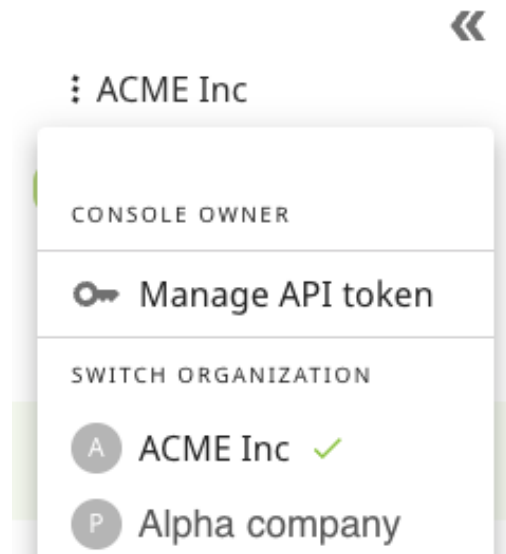 ACME Inc
CONSOLE OWNER
Manage API token
SWITCH ORGANIZATION
A ACME Inc
P Alpha company